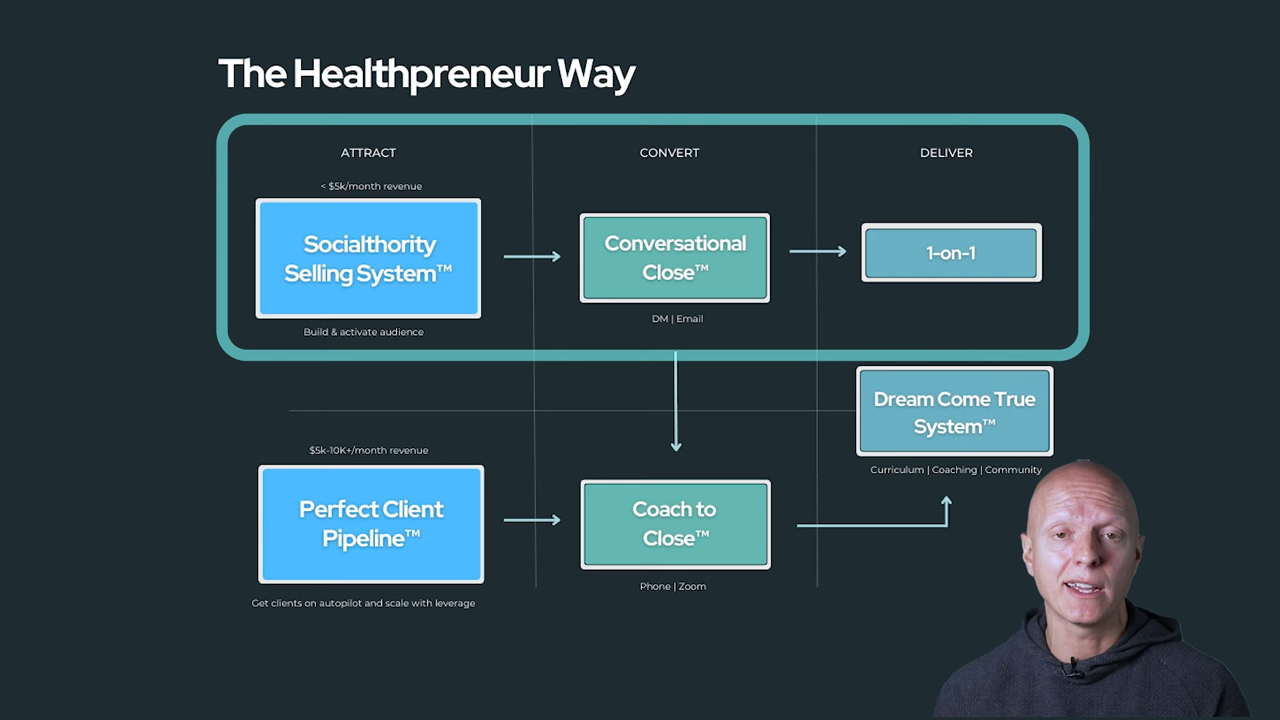 The Healthpreneur Way
ATTRACT
CONVERT
DELIVER
< $5k/month revenue
Socialthority
Selling System™
Build & activate audience
Conversational
Close™
DM | Email
1-on-1
Dream Come True
System™
Curriculum | Coaching | Community
$5k-10K+/month revenue
Perfect Client
Pipeline™
Get clients on autopilot and scale with leverage
Coach to
Close™
Phone | Zoom